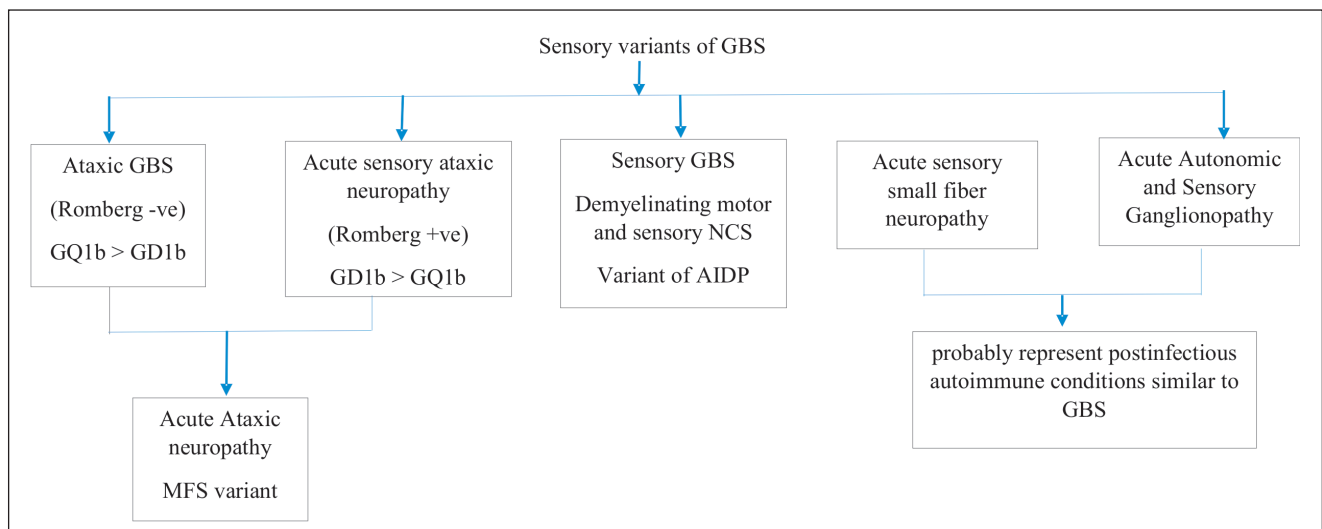 Sensory variants of GBS
Ataxic GBS
(Romberg -ve)
GQ1b > GD1b
Acute sensory ataxic
neuropathy
(Romberg +ve)
GD1b > GQ1b
Sensory GBS
Demyelinating motor
and sensory NCS
Variant of AIDP
Acute sensory
small fiber
neuropathy
Acute Autonomic
and Sensory
Ganglionopathy
Acute Ataxic
neuropathy
MFS variant
probably represent postinfectious
autoimmune conditions similar to
GBS